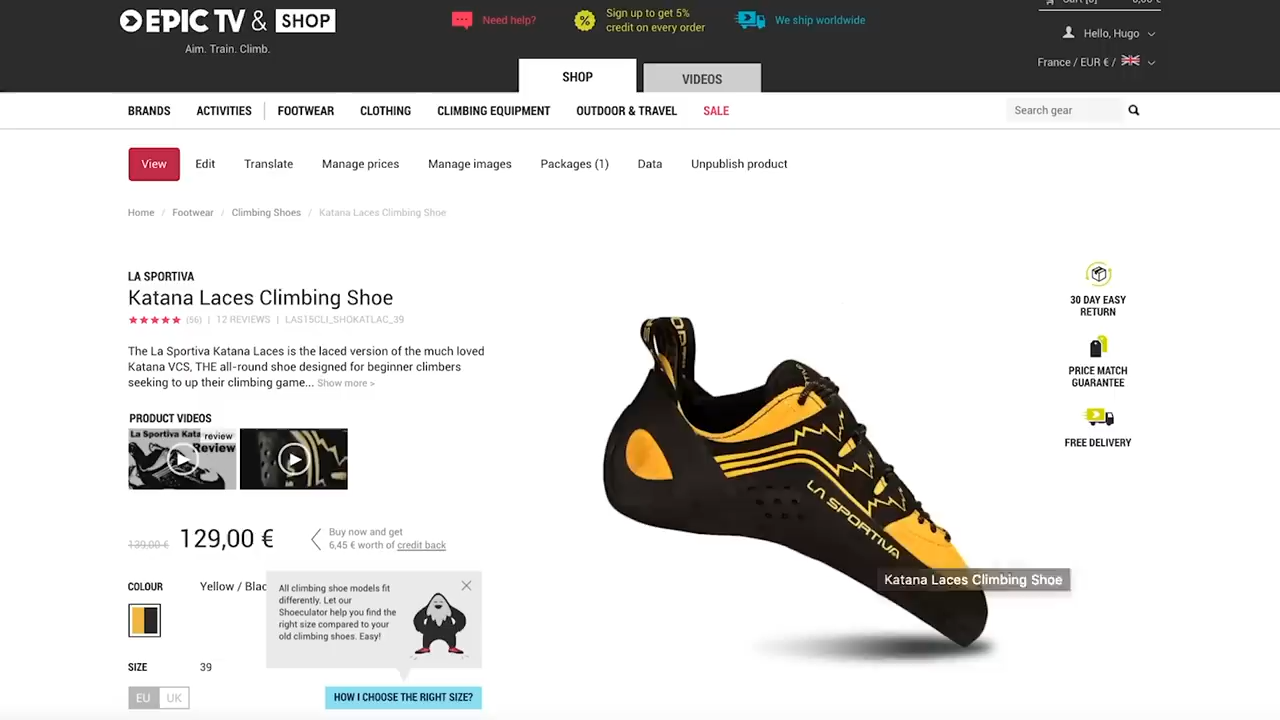 EPIC TV & SHOP
Aim. Train. Climb.
Need help?
Sign up to get 5%
credit on every order
We ship worldwide
Hello, Hugo
France / EUR € /
SHOP
VIDEOS
BRANDS
ACTIVITIES
FOOTWEAR
CLOTHING
CLIMBING EQUIPMENT
OUTDOOR & TRAVEL
SALE
Search gear
View
Edit
Translate
Manage prices
Manage images
Packages (1)
Data
Unpublish product
Home / Footwear / Climbing Shoes / Katana Laces Climbing Shoe
LA SPORTIVA
Katana Laces Climbing Shoe
(56) | 12 REVIEWS | LAS15CLI_SHOKATLAC_39
The La Sportiva Katana Laces is the laced version of the much loved
Katana VCS, THE all-round shoe designed for beginner climbers
seeking to up their climbing game... Show more >
PRODUCT VIDEOS
La Sportiva Kata
review
Review
139,00 €
129,00 €
Buy now and get
6,45 € worth of credit back
COLOUR
Yellow / Blac
All climbing shoe models fit
differently. Let our
Shoeculator help you find the
right size compared to your
old climbing shoes. Easy!
SIZE
39
EU
UK
HOW I CHOOSE THE RIGHT SIZE?
LA SPORTIVA
Katana Laces Climbing Shoe
30 DAY EASY
RETURN
PRICE MATCH
GUARANTEE
FREE DELIVERY